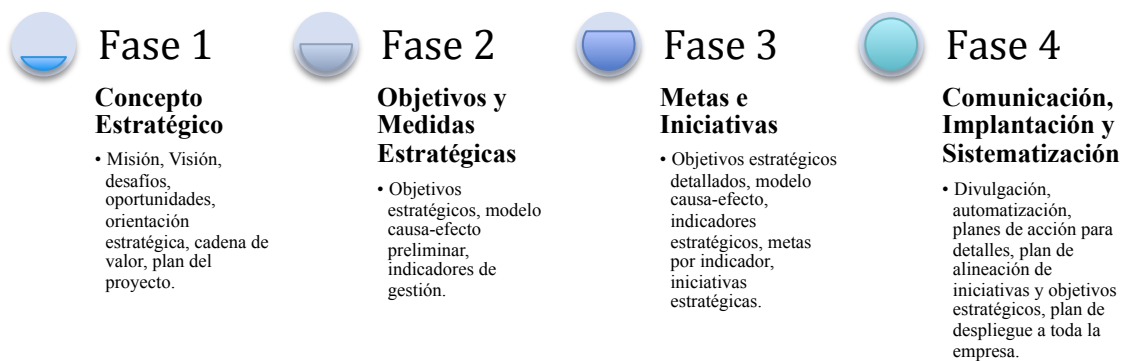 Fase 1
Concepto
Estratégico
• Misión, Visión,
desafíos,
oportunidades,
orientación
estratégica, cadena de
valor, plan del
proyecto.
Fase 2
Objetivos y
Medidas
Estratégicas
• Objetivos
estratégicos, modelo
causa-efecto
preliminar,
indicadores de
gestión.
Fase 3
Metas e
Iniciativas
• Objetivos estratégicos
detallados, modelo
causa-efecto,
indicadores
estratégicos, metas
por indicador,
iniciativas
estratégicas.
Fase 4
Comunicación,
Implantación y
Sistematización
• Divulgación,
automatización,
planes de acción para
detalles, plan de
alineación de
iniciativas y objetivos
estratégicos, plan de
despliegue a toda la
empresa.